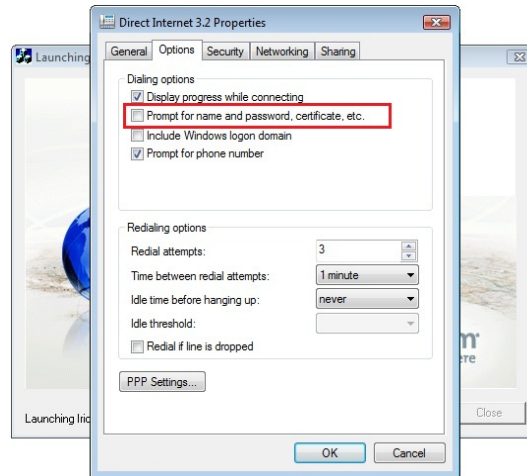 Direct Internet 3.2 Properties
Launching
General Options Security Networking Sharing
Dialing options
Display progress while connecting
Prompt for name and password, certificate, etc.
Include Windows logon domain
Prompt for phone number
Redialing options
Redial attempts: 3
Time between redial attempts: 1 minute
Idle time before hanging up: never
Idle threshold:
Redial if line is dropped
PPP Settings...
Launching Irid
Close
OK Cancel